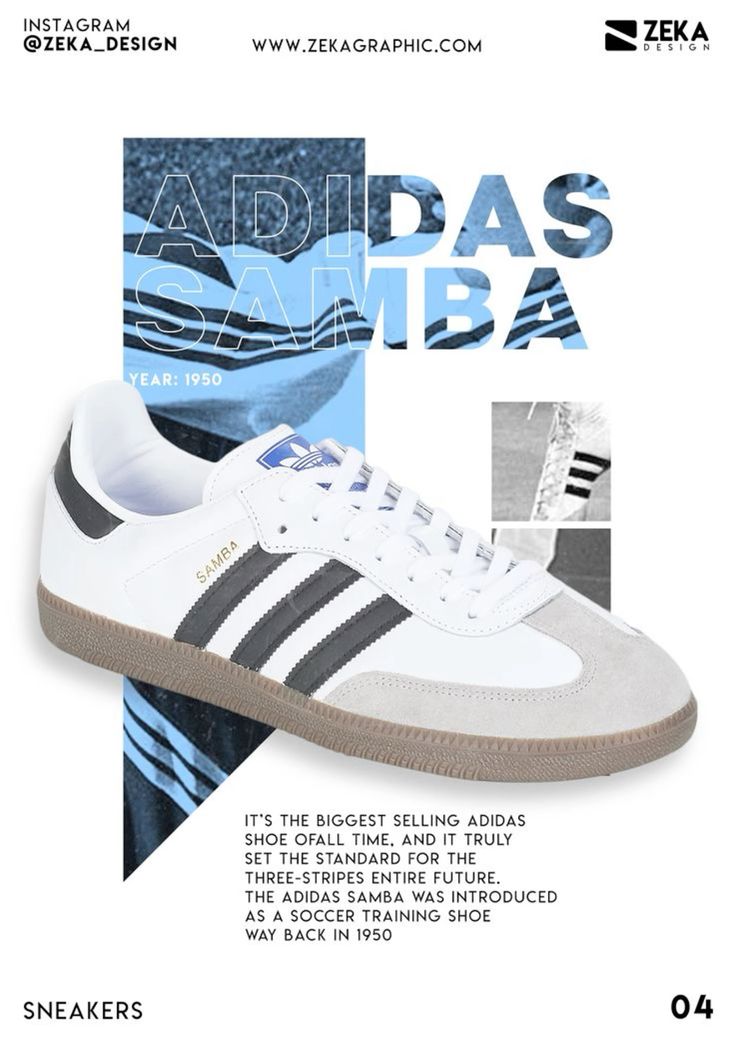 INSTAGRAM
@ZEKA_DESIGN
WWW.ZEKAGRAPHIC.COM
ZEKA
DESIGN
ADIDAS
SAMBA
YEAR: 1950
SAMBA
IT'S THE BIGGEST SELLING ADIDAS
SHOE OFALL TIME, AND IT TRULY
SET THE STANDARD FOR THE
THREE-STRIPES ENTIRE FUTURE.
THE ADIDAS SAMBA WAS INTRODUCED
AS A SOCCER TRAINING SHOE
WAY BACK IN 1950
SNEAKERS
04